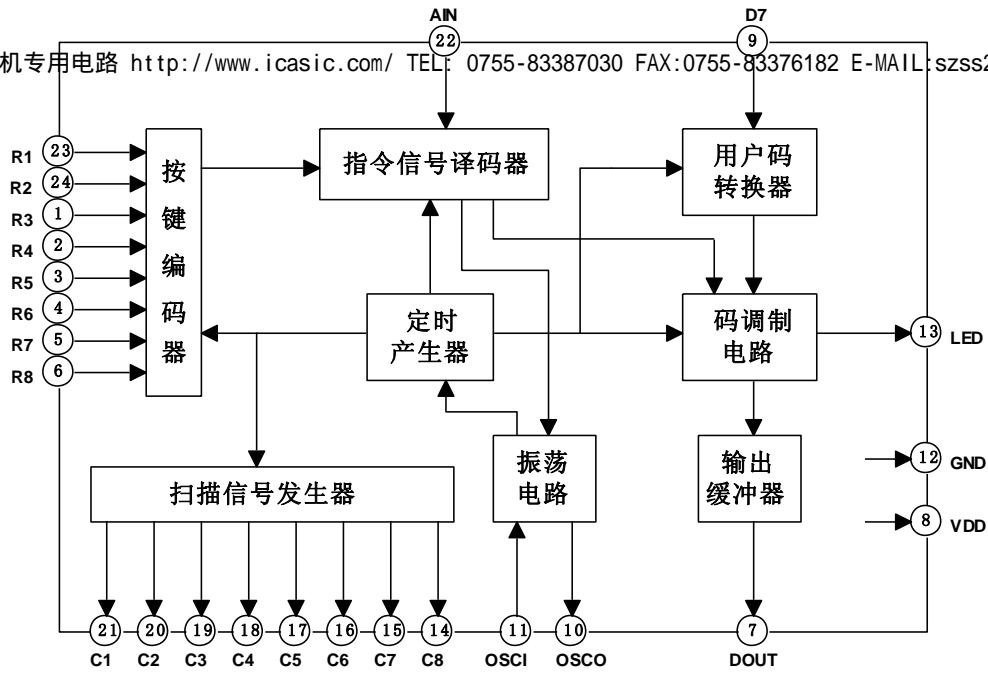 AIN
D7
22
9
机专用电路 http://www.icasic.com/ TEL: 0755-83387030 FAX:0755-83376182 E-MAIL:szss2
R1 23
R2 24
R3 1
R4 2
R5 3
R6 4
R7 5
R8 6
按
键
编
码
器
指令信号译码器
用户码
转换器
定时
产生器
码调制
电路
13 LED
振荡
电路
输出
缓冲器
12 GND
8 VDD
扫描信号发生器
21 20 19 18 17 16 15 14 11 10 7
C1 C2 C3 C4 C5 C6 C7 C8 OSCI OSCO DOUT